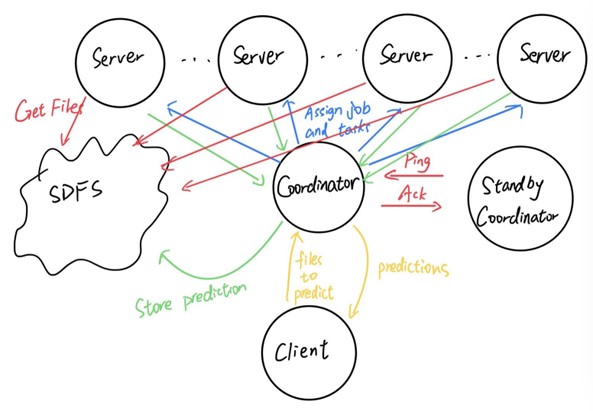 Server
Server
Server
Server
Get Files
Assign job
and tasks
SDFS
Coordinator
Ping
Ack
Standby
Coordinator
Store prediction
files
to
predict
predictions
Client